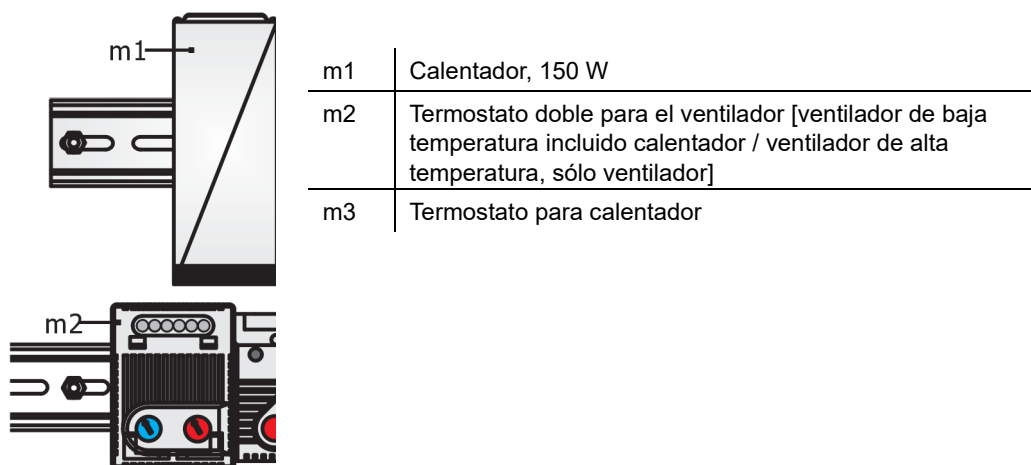 m1
m1 Calentador, 150 W
m2 Termostato doble para el ventilador [ventilador de baja
temperatura incluido calentador / ventilador de alta
temperatura, sólo ventilador]
m3 Termostato para calentador
m2